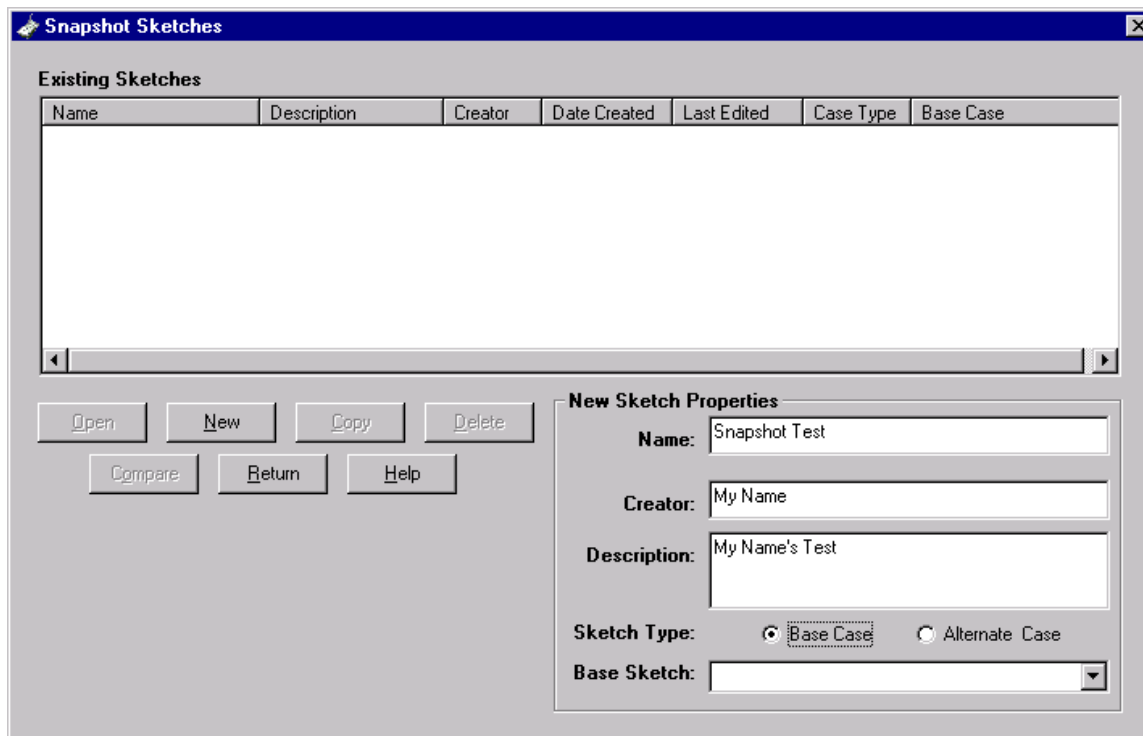 Snapshot Sketches
Existing Sketches
Name Description Creator Date Created Last Edited Case Type Base Case
Open New Copy Delete
Compare Return Help
New Sketch Properties
Name: Snapshot Test
Creator: My Name
Description: My Name's Test
Sketch Type: Base Case Alternate Case
Base Sketch: